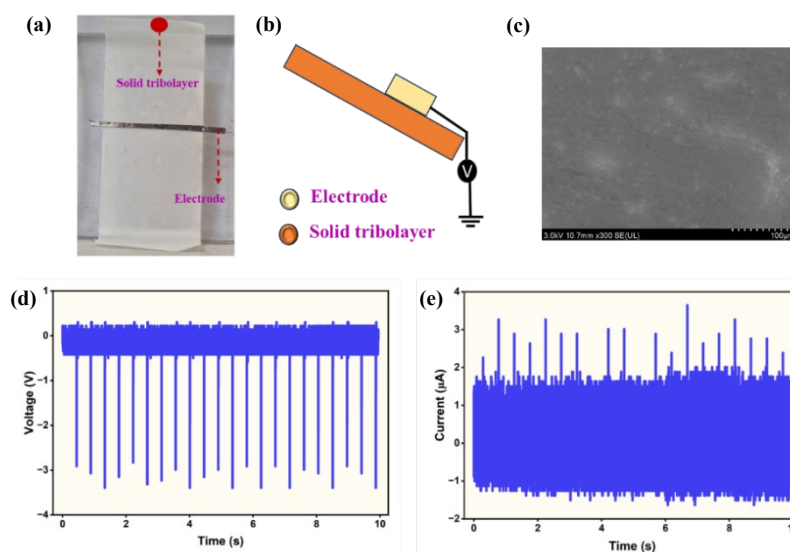 (a)
Solid tribolayer
Electrode
(b)
V
Electrode
Solid tribolayer
(c)
3.0kV 10.7mm x300 SE(UL)
100µm
(d)
1
0
−1
−2
−3
−4
Voltage (V)
0 2 4 6 8 10
Time (s)
(e)
4
3
2
1
0
−1
−2
Current (µA)
0 2 4 6 8
Time (s)